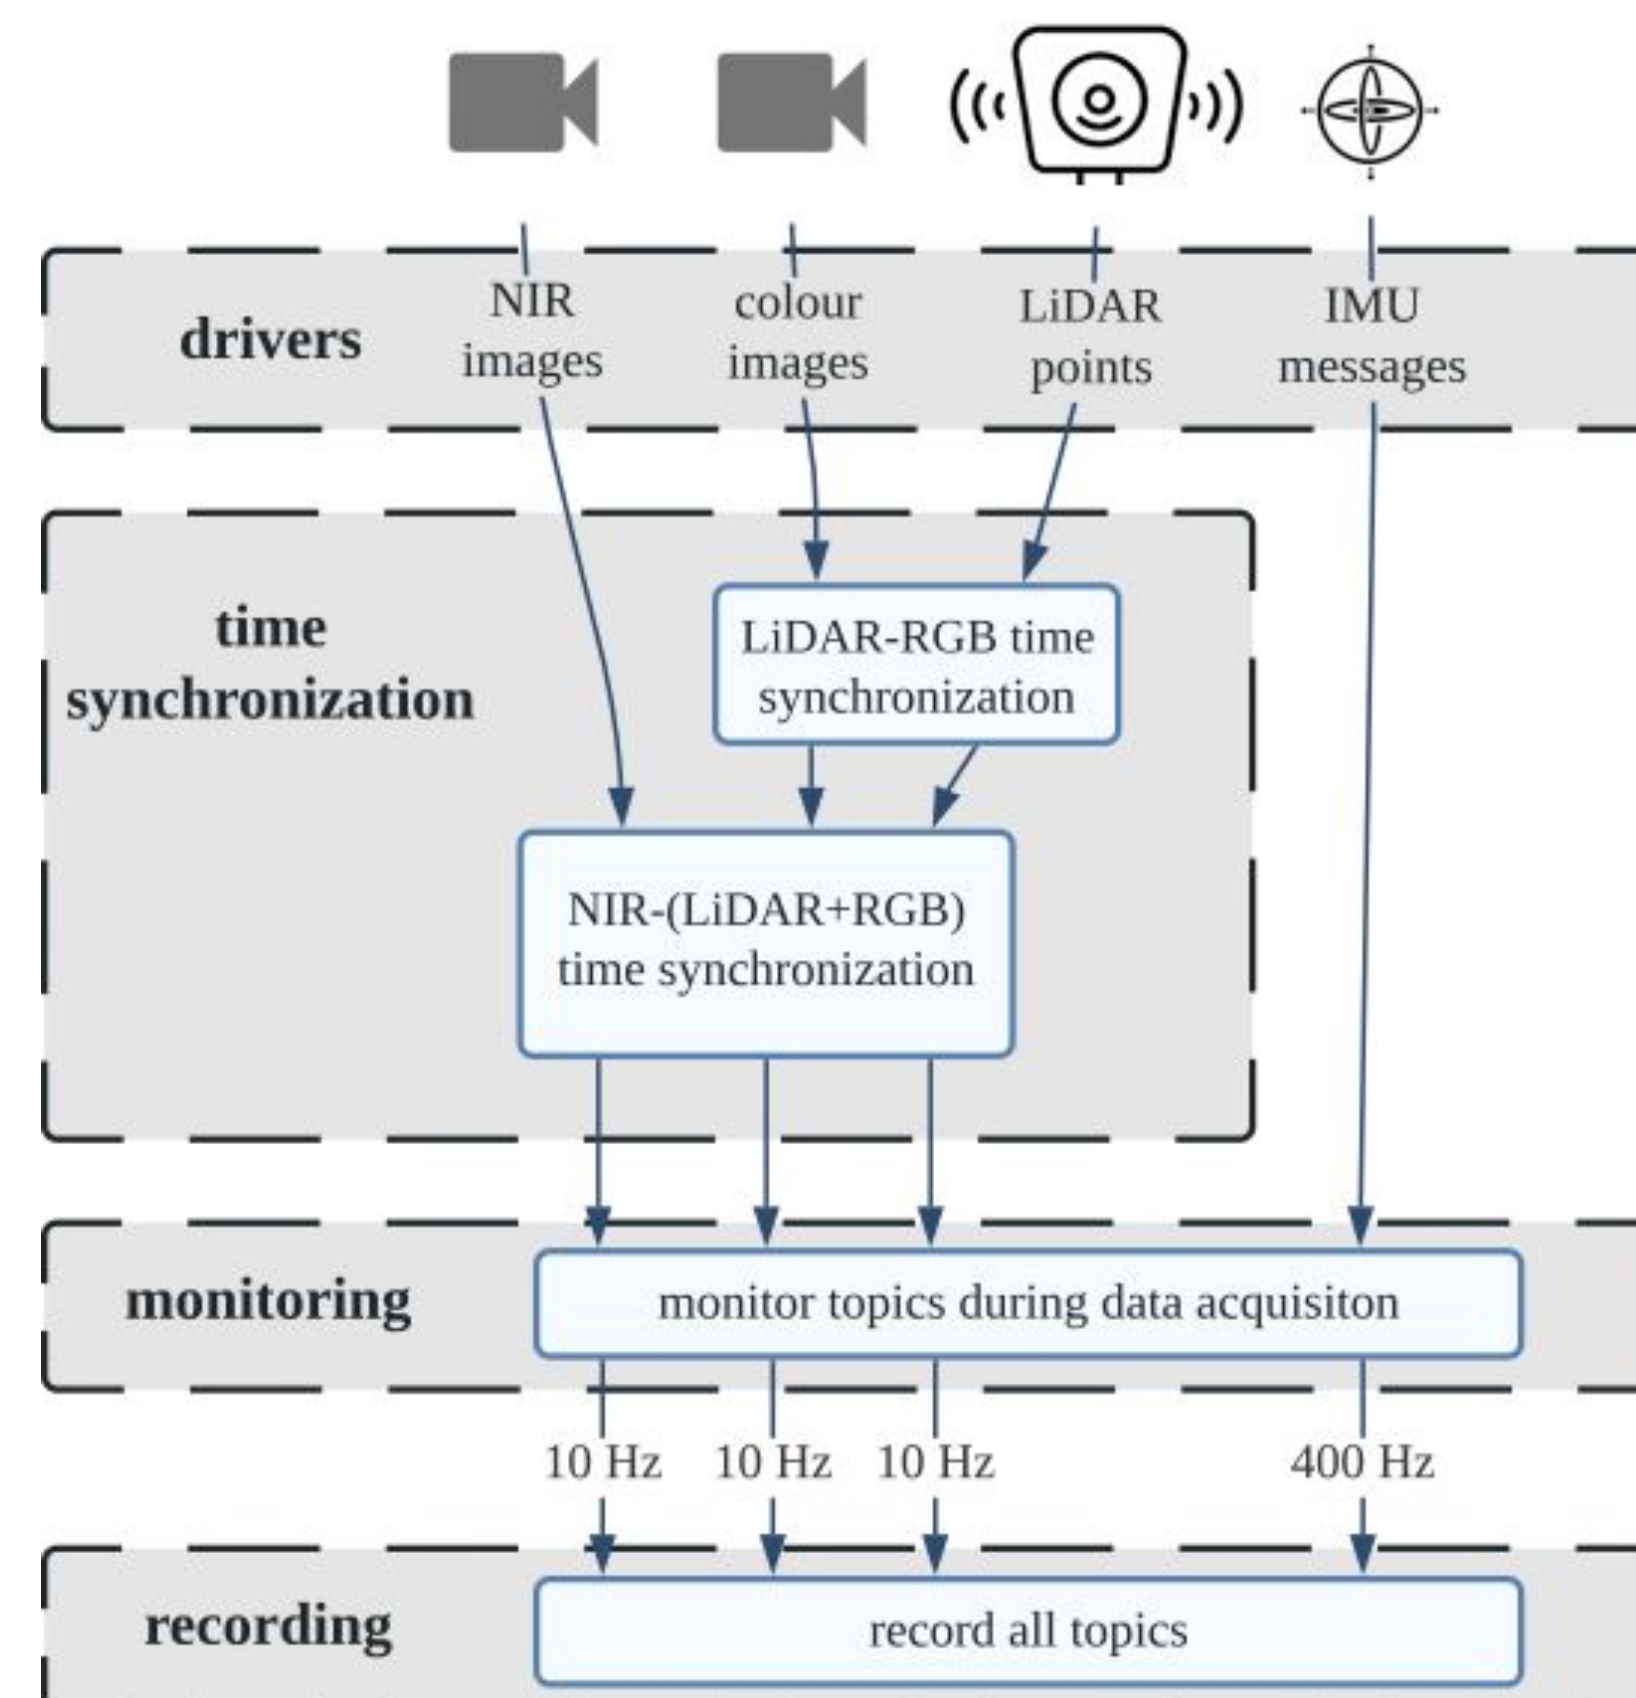 drivers
NIR
images
colour
images
LiDAR
points
IMU
messages
time
synchronization
LiDAR-RGB time
synchronization
NIR-(LiDAR+RGB)
time synchronization
monitoring
monitor topics during data acquisiton
10 Hz
10 Hz
10 Hz
400 Hz
recording
record all topics